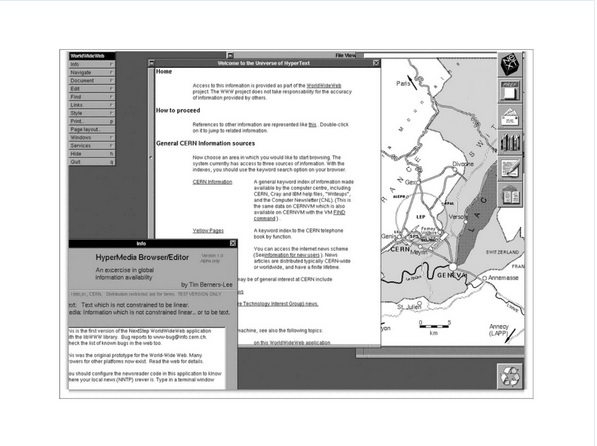 WorldWideWeb
Info
Navigate
Document
Edit
Find
Links
Style
Print.. p
Page layout..
Windows
Services
Hide h
Quit q
File View
Welcome to the Universe of HyperText
Home
Access to this information is provided as part of the WorldWideWeb
project. The WWW project does not take responsibility for the accuracy
of information provided by others.
How to proceed
References to other information are represented like this . Double-click
on it to jump to related information.
General CERN Information sources
Now choose an area in which you would like to start browsing. The
system currently has access to three sources of information. With the
indexes, you should use the keyword search option on your browser.
CERN Information
A general keyword index of information made
available by the computer centre, including
CERN, Cray and IBM help files, "Writeups",
and the Computer Newsletter (CNL). (This is
the same data on CERNVM which is also
available on CERNVM with the VM FIND
command ).
Yellow Pages
A keyword index to the CERN telephone
book by function.
You can access the internet news scheme
(See information for new users ). News
articles are distributed typically CERN-wide
or worldwide, and have a finite lifetime.
may be of general interest at CERN include
re Technology Interest Group) news.
machine, see also the following topics:
on this WorldWideWeb application
Info
HyperMedia Browser/Editor
Version 1.0
Alpha only
An excercise in global
information availability
by Tim Berners-Lee
CERN. Distribution restricted: ask for terms. TEST VERSION ONLY
Text which is not constrained to be linear.
Information which is not constrained linear... or to be text.
is is the first version of the NextStep WorldWideWeb application
th the libWWW library. Bug reports to www-bug@info.cern.ch.
heck the list of known bugs in the web too.
is was the original prototype for the World-Wide Web. Many
owers for other platforms now exist. Read the web for details.
ou should configure the newsreader code in this application to know
here your local news (NNTP) srever is. Type in a terminal window
Paris
Divonne
Gex
LEP
Versoix
LAC
CERN
Meyrin
GENEVA
SWITZERLAND
FRAN
Annemasse
St.Julien
0 5
km
Annecy
(LAPP)